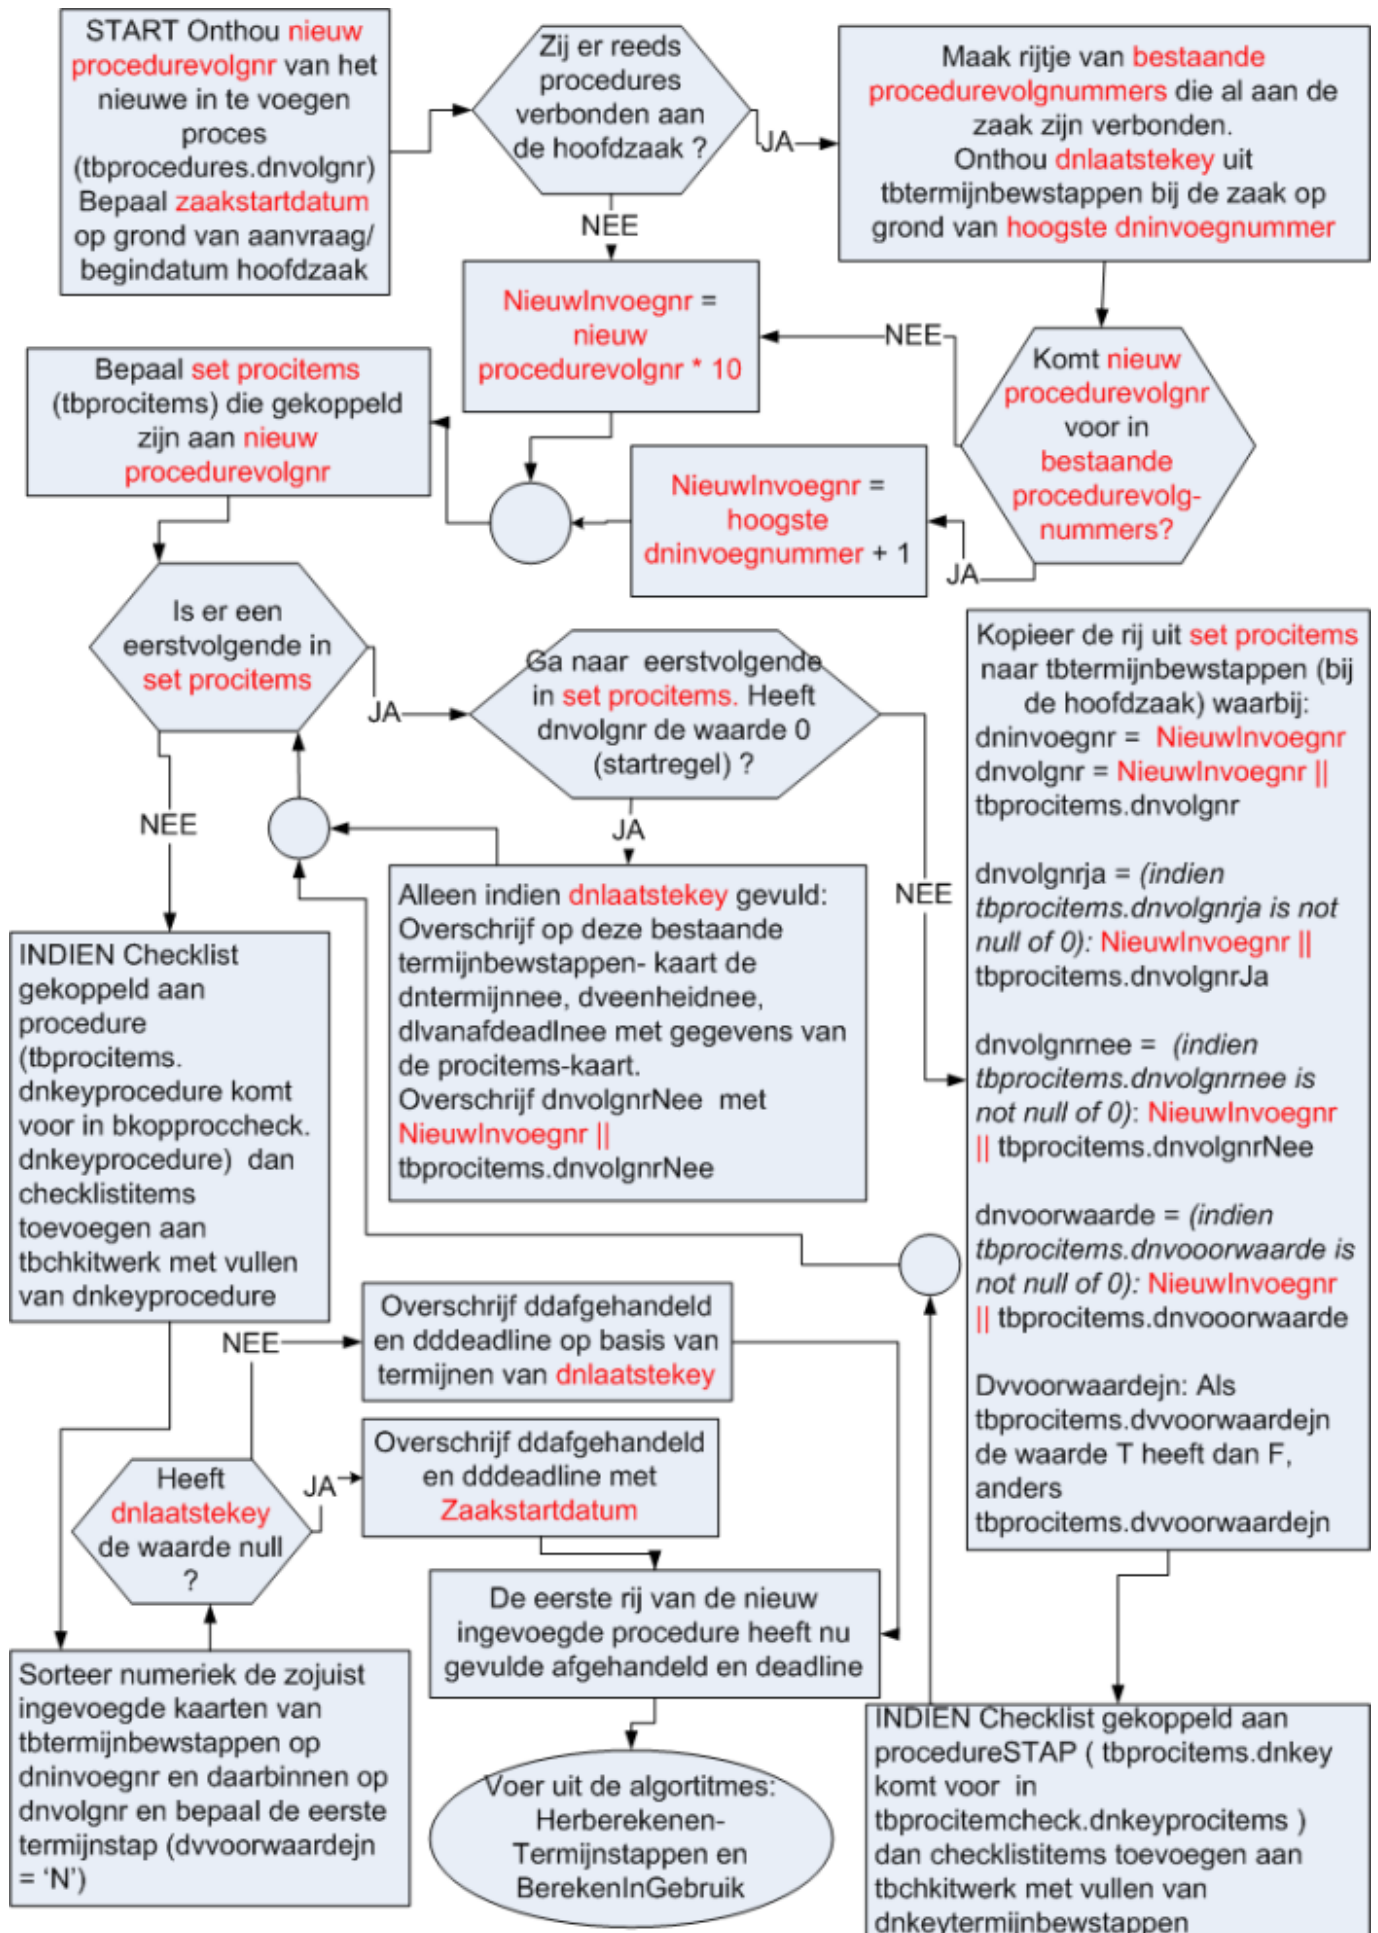 START Onthou nieuw
procedurevolgnr van het
nieuwe in te voegen
proces
(tbprocedures.dnvolgnr)
Bepaal zaakstartdatum
op grond van aanvraag/
begindatum hoofdzaak
Zij er reeds
procedures
verbonden aan
de hoofdzaak ?
JA
NEE
Maak rijtje van bestaande
procedurevolgnummers die al aan de
zaak zijn verbonden.
Onthou dnlaatstekey uit
tbtermijnbewstappen bij de zaak op
grond van hoogste dninvoegnummer
NieuwInvoegnr =
nieuw
procedurevolgnr * 10
NEE
Komt nieuw
procedurevolgnr
voor in
bestaande
procedurevolg-
nummers?
JA
NieuwInvoegnr =
hoogste
dninvoegnummer + 1
Bepaal set procitems
(tbprocitems) die gekoppeld
zijn aan nieuw
procedurevolgnr
Is er een
eerstvolgende in
set procitems
JA
NEE
Ga naar eerstvolgende
in set procitems. Heeft
dnvolgnr de waarde 0
(startregel) ?
JA
NEE
Alleen indien dnlaatstekey gevuld:
Overschrijf op deze bestaande
termijnbewstappen- kaart de
dntermijnnee, dveenheidnee,
dlvanafdeadlnee met gegevens van
de procitems-kaart.
Overschrijf dnvolgnrNee met
NieuwInvoegnr ||
tbprocitems.dnvolgnrNee
Kopieer de rij uit set procitems
naar tbtermijnbewstappen (bij
de hoofdzaak) waarbij:
dninvoegnr = NieuwInvoegnr
dnvolgnr = NieuwInvoegnr ||
tbprocitems.dnvolgnr
dnvolgnrja = (indien
tbprocitems.dnvolgnrja is not
null of 0): NieuwInvoegnr ||
tbprocitems.dnvolgnrJa
dnvolgnrnee = (indien
tbprocitems.dnvolgnrnee is
not null of 0): NieuwInvoegnr
|| tbprocitems.dnvolgnrNee
dnvoorwaarde = (indien
tbprocitems.dnvooorwaarde is
not null of 0): NieuwInvoegnr
|| tbprocitems.dnvooorwaarde
Dvvoorwaardejn: Als
tbprocitems.dvvoorwaardejn
de waarde T heeft dan F,
anders
tbprocitems.dvvoorwaardejn
INDIEN Checklist gekoppeld aan
procedureSTAP ( tbprocitems.dnkey
komt voor in
tbprocitemcheck.dnkeyprocitems )
dan checklistitems toevoegen aan
tbchkitwerk met vullen van
dnkeytermijnbewstappen
INDIEN Checklist
gekoppeld aan
procedure
(tbprocitems.
dnkeyprocedure komt
voor in bkopproccheck.
dnkeyprocedure) dan
checklistitems
toevoegen aan
tbchkitwerk met vullen
van dnkeyprocedure
Sorteer numeriek de zojuist
ingevoegde kaarten van
tbtermijnbewstappen op
dninvoegnr en daarbinnen op
dnvolgnr en bepaal de eerste
termijnstap (dvvoorwaardejn
= ‘N’)
Heeft
dnlaatstekey
de waarde null
?
NEE
JA
Overschrijf ddafgehandeld
en dddeadline op basis van
termijnen van dnlaatstekey
Overschrijf ddafgehandeld
en dddeadline met
Zaakstartdatum
De eerste rij van de nieuw
ingevoegde procedure heeft nu
gevulde afgehandeld en deadline
Voer uit de algortitmes:
Herberekenen-
Termijnstappen en
BerekenInGebruik